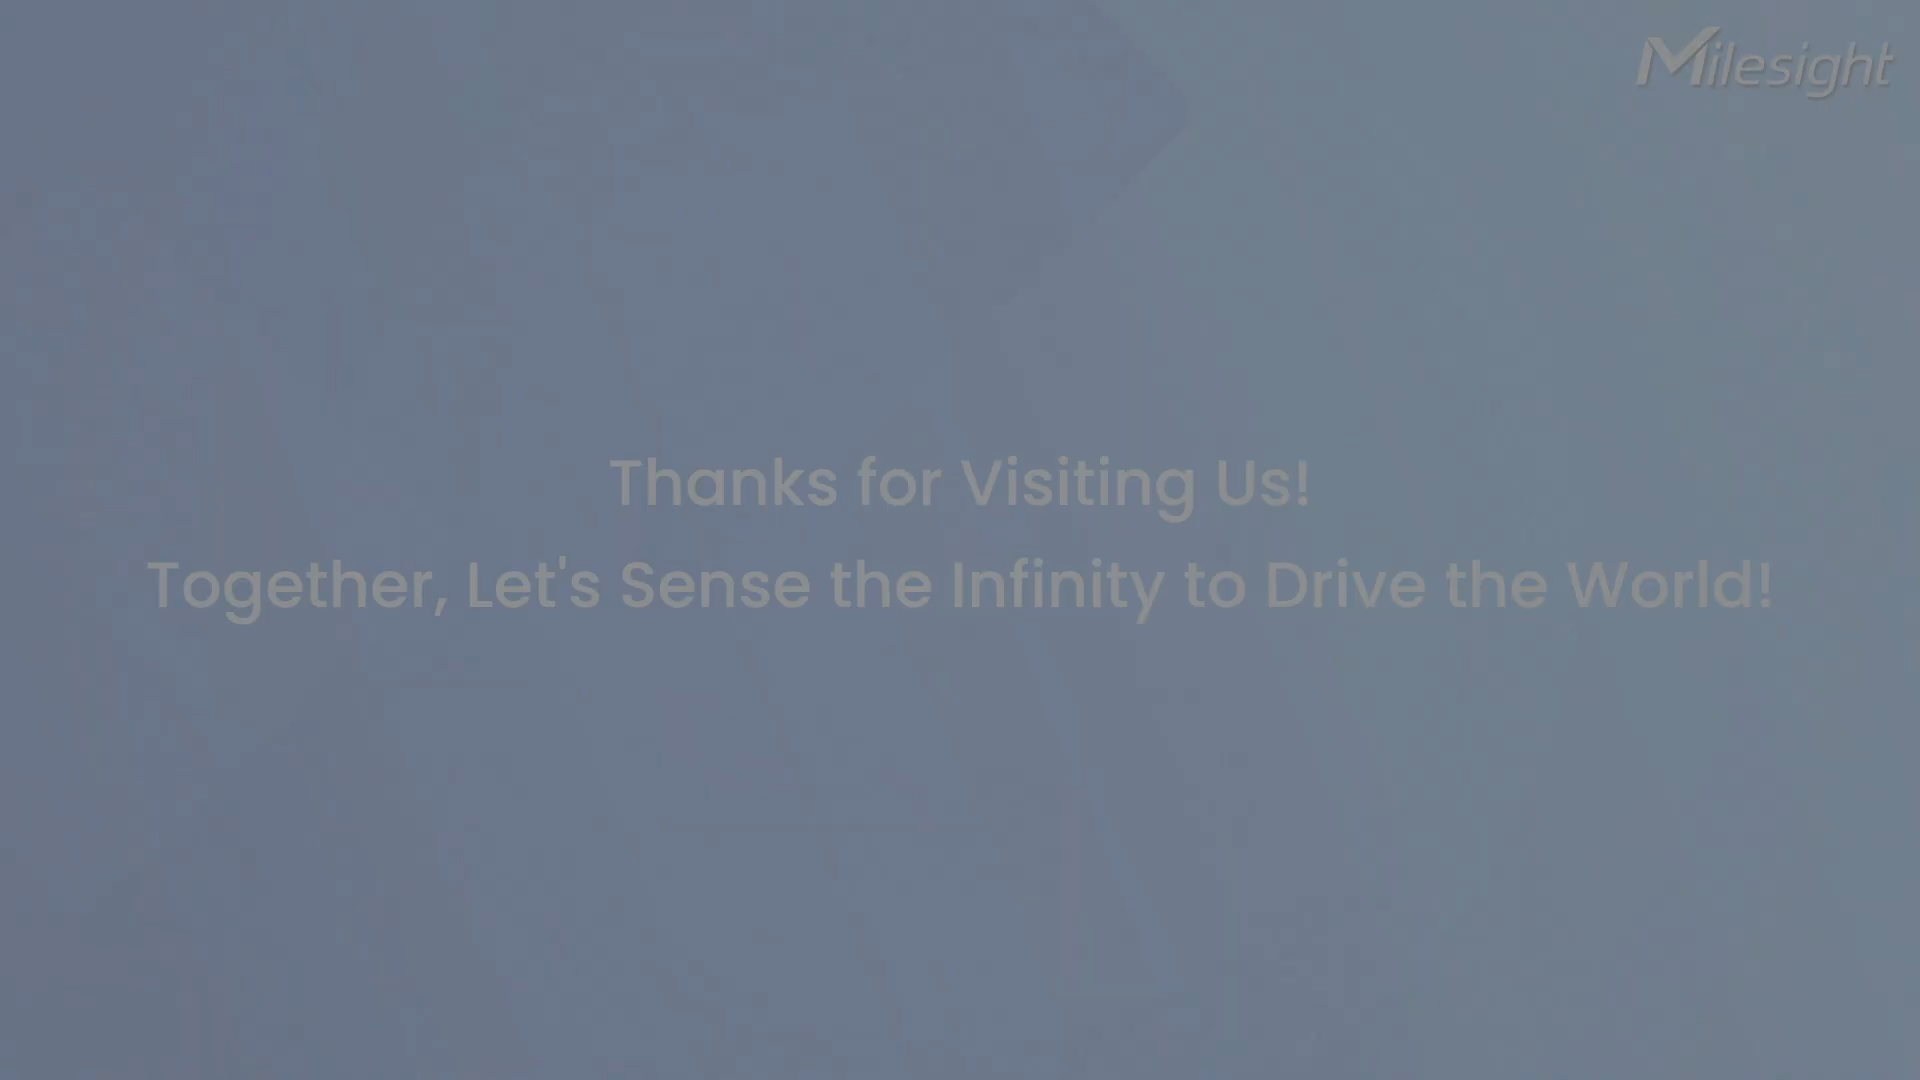 Milesight
Thanks for Visiting Us!
Together, Let's Sense the Infinity to Drive the World!